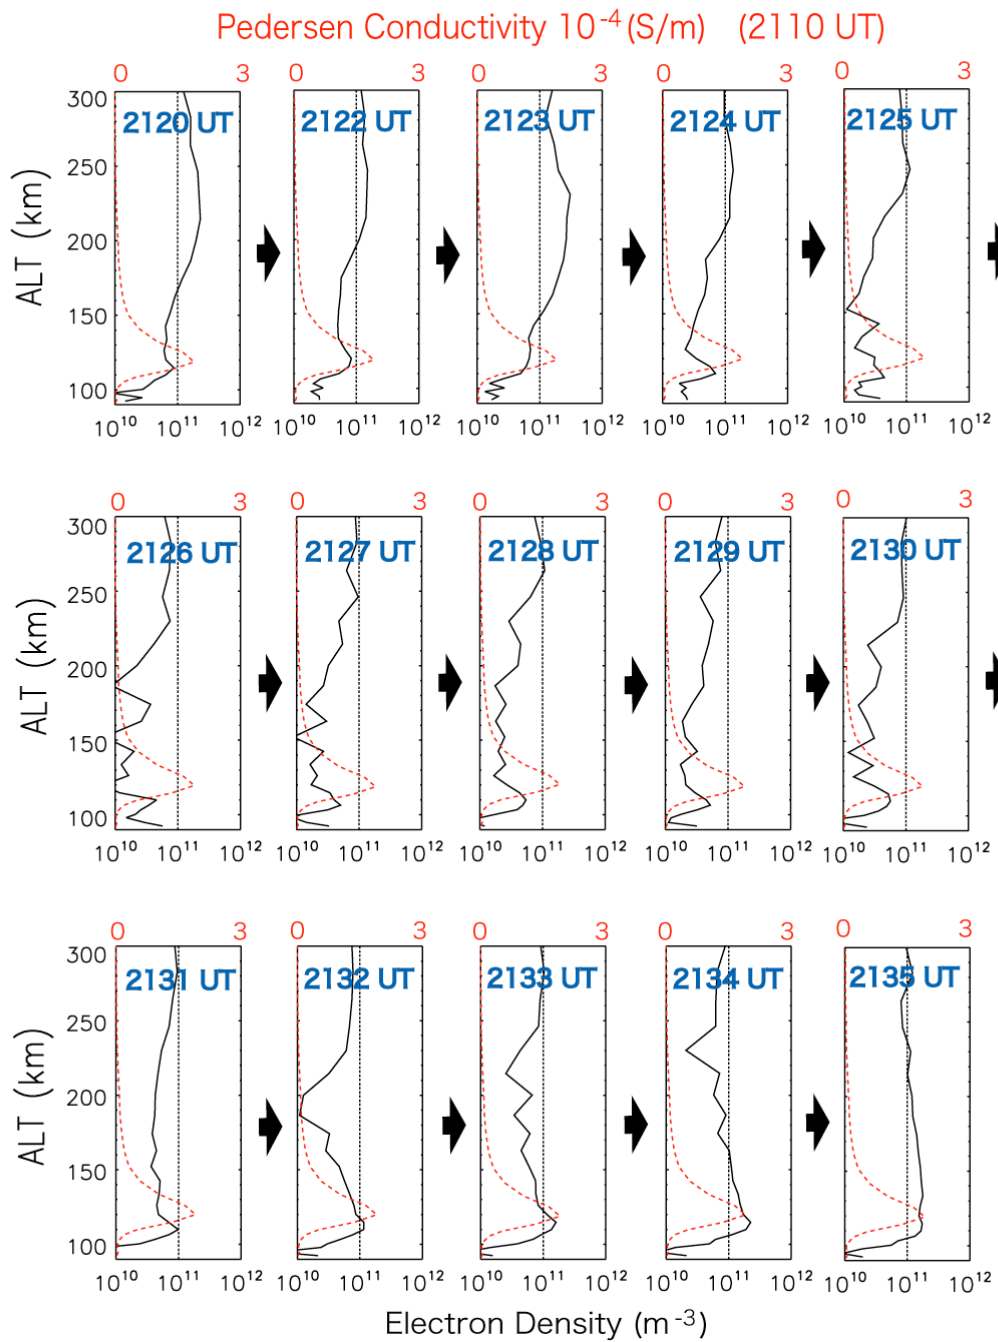 Pedersen Conductivity 10⁻⁴ (S/m) (2110 UT)
0 3 0 3 0 3 0 3 0 3
2120 UT 2122 UT 2123 UT 2124 UT 2125 UT
300
250
200
150
100
ALT (km)
10¹⁰ 10¹¹ 10¹² 10¹⁰ 10¹¹ 10¹² 10¹⁰ 10¹¹ 10¹² 10¹⁰ 10¹¹ 10¹² 10¹⁰ 10¹¹ 10¹²
0 3 0 3 0 3 0 3 0 3
2126 UT 2127 UT 2128 UT 2129 UT 2130 UT
300
250
200
150
100
ALT (km)
10¹⁰ 10¹¹ 10¹² 10¹⁰ 10¹¹ 10¹² 10¹⁰ 10¹¹ 10¹² 10¹⁰ 10¹¹ 10¹² 10¹⁰ 10¹¹ 10¹²
0 3 0 3 0 3 0 3 0 3
2131 UT 2132 UT 2133 UT 2134 UT 2135 UT
300
250
200
150
100
ALT (km)
10¹⁰ 10¹¹ 10¹² 10¹⁰ 10¹¹ 10¹² 10¹⁰ 10¹¹ 10¹² 10¹⁰ 10¹¹ 10¹² 10¹⁰ 10¹¹ 10¹²
Electron Density (m⁻³)